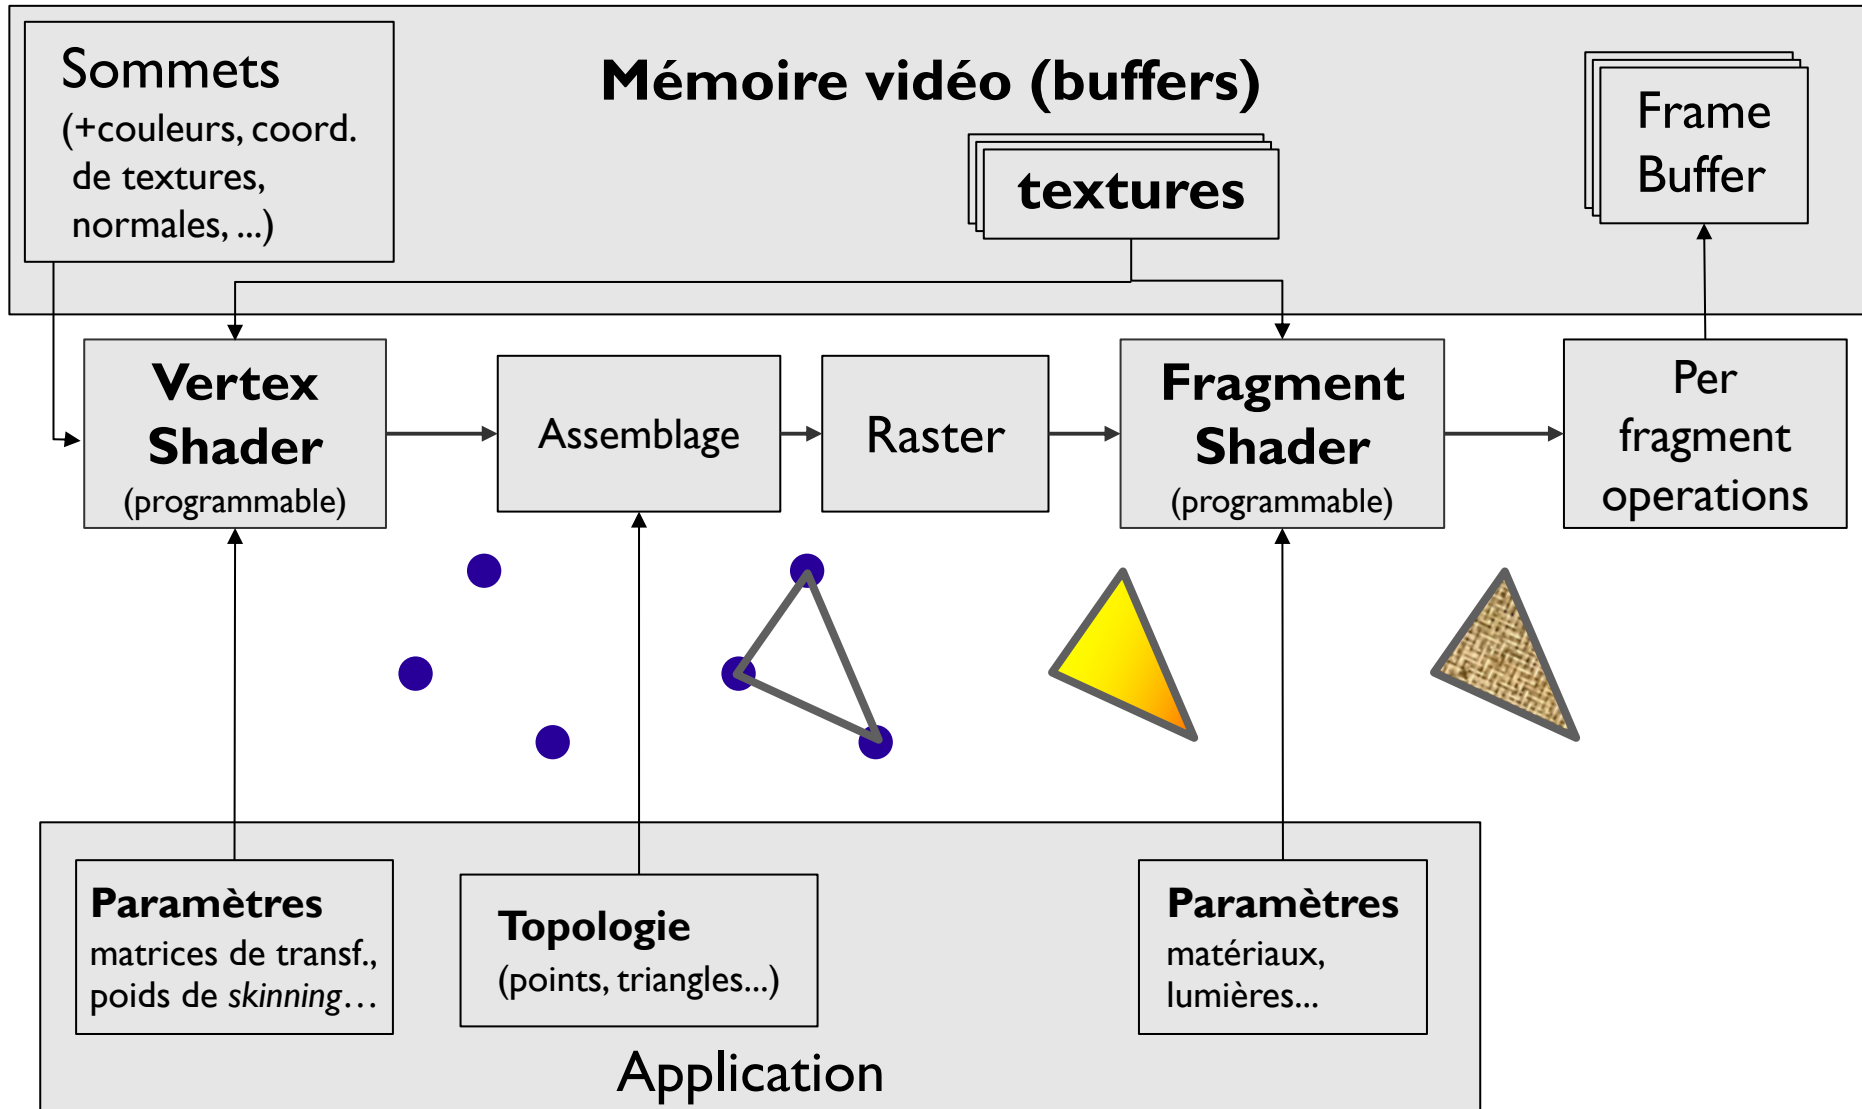 Sommets
(+couleurs, coord.
de textures,
normales, ...)
Mémoire vidéo (buffers)
textures
Frame
Buffer
Vertex
Shader
(programmable)
Assemblage
Raster
Fragment
Shader
(programmable)
Per
fragment
operations
Paramètres
matrices de transf.,
poids de skinning…
Topologie
(points, triangles...)
Paramètres
matériaux,
lumières...
Application